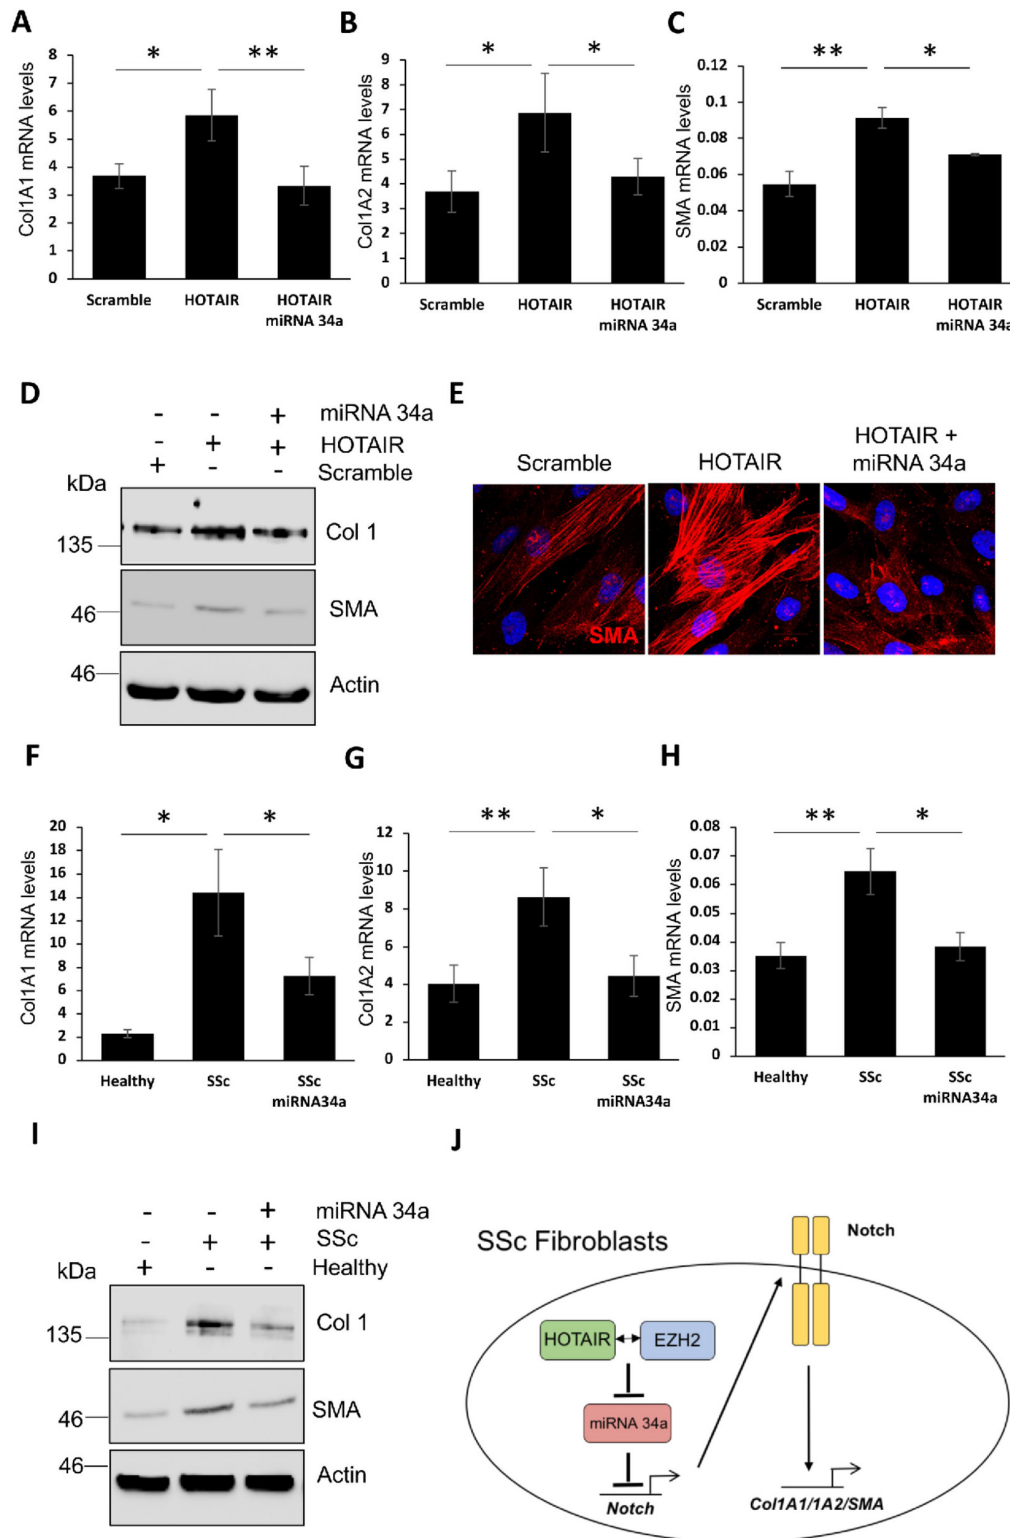 A
Col1A1 mRNA levels
8
7
6
5
4
3
2
1
0
*
**
Scramble
HOTAIR
HOTAIR
miRNA 34a
B
Col1A2 mRNA levels
9
8
7
6
5
4
3
2
1
0
*
*
Scramble
HOTAIR
HOTAIR
miRNA 34a
C
SMA mRNA levels
0.12
0.1
0.08
0.06
0.04
0.02
0
**
*
Scramble
HOTAIR
HOTAIR
miRNA 34a
D
- - + miRNA 34a
- + + HOTAIR
+ - - Scramble
kDa
135
Col 1
46
SMA
46
Actin
E
Scramble
HOTAIR
HOTAIR +
miRNA 34a
SMA
F
Col1A1 mRNA levels
20
18
16
14
12
10
8
6
4
2
0
*
*
Healthy
SSc
SSc
miRNA34a
G
Col1A2 mRNA levels
12
10
8
6
4
2
0
**
*
Healthy
SSc
SSc
miRNA34a
H
SMA mRNA levels
0.08
0.07
0.06
0.05
0.04
0.03
0.02
0.01
0
**
*
Healthy
SSc
SSc
miRNA34a
I
- - + miRNA 34a
- + + SSc
+ - - Healthy
kDa
135
Col 1
46
SMA
46
Actin
J
SSc Fibroblasts
Notch
HOTAIR
EZH2
miRNA 34a
Notch
Col1A1/1A2/SMA